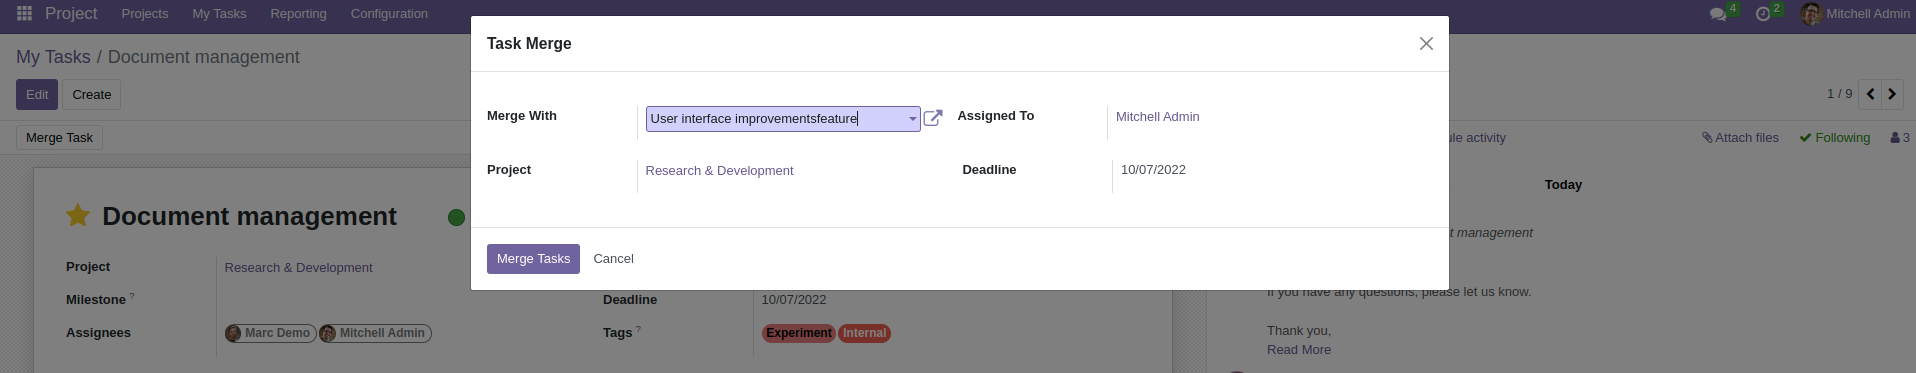 Project Projects My Tasks Reporting Configuration 4 2 Mitchell Admin
My Tasks / Document management
Edit Create 1 / 9
Merge Task
Task Merge
Merge With User interface improvementsfeature Assigned To Mitchell Admin
Project Research & Development Deadline 10/07/2022
Merge Tasks Cancel
Document management
Project Research & Development
Milestone ? Deadline 10/07/2022
Assignees Marc Demo Mitchell Admin Tags ? Experiment Internal
activity Attach files Following 3
Today
management
If you have any questions, please let us know.
Thank you,
Read More